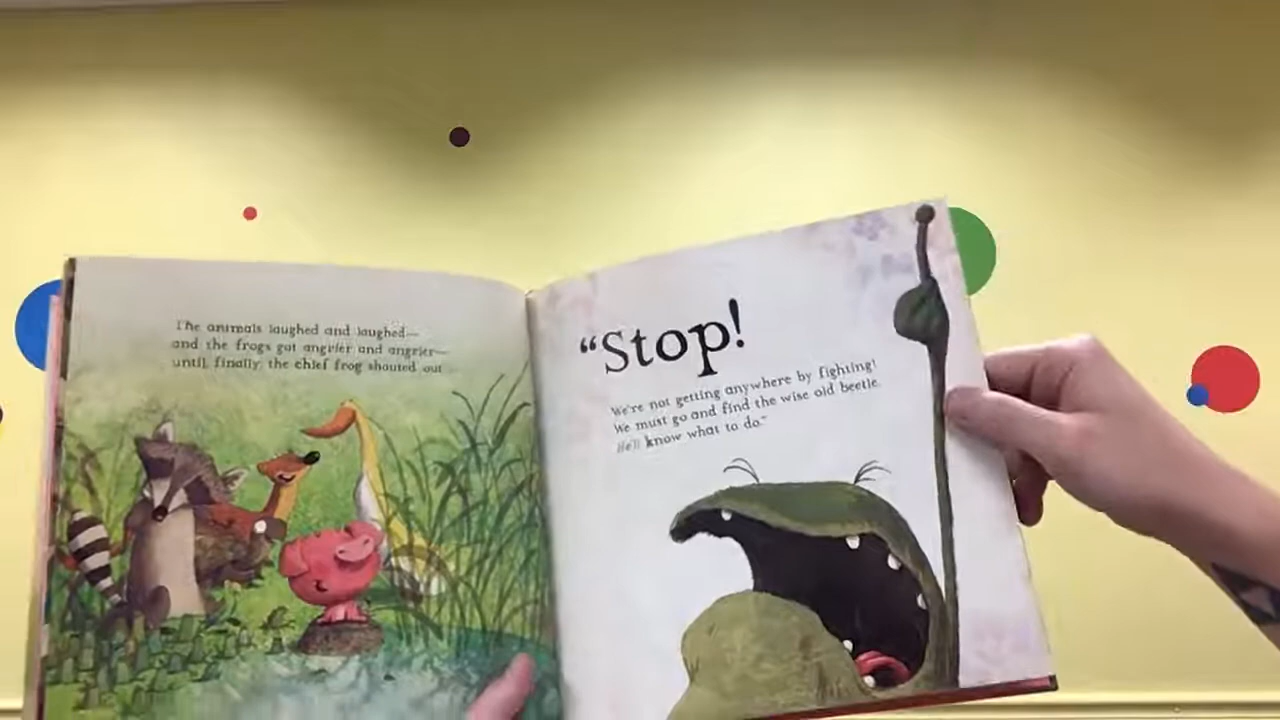 The animals laughed and laughed—
and the frogs got angrier and angrier—
until, finally, the chief frog shouted out
“Stop!
We're not getting anywhere by fighting!
We must go and find the wise old beetle.
He'll know what to do.”